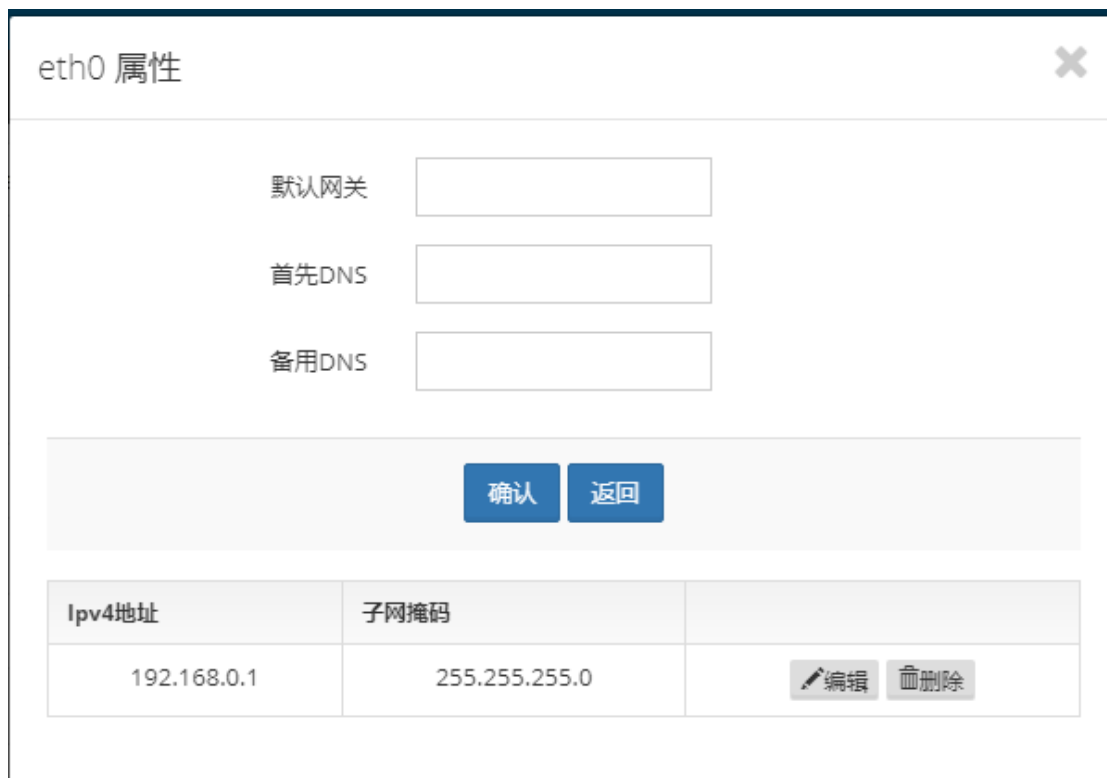 eth0 属性
默认网关
首先DNS
备用DNS
确认 返回
Ipv4地址 子网掩码
192.168.0.1 255.255.255.0 编辑 删除